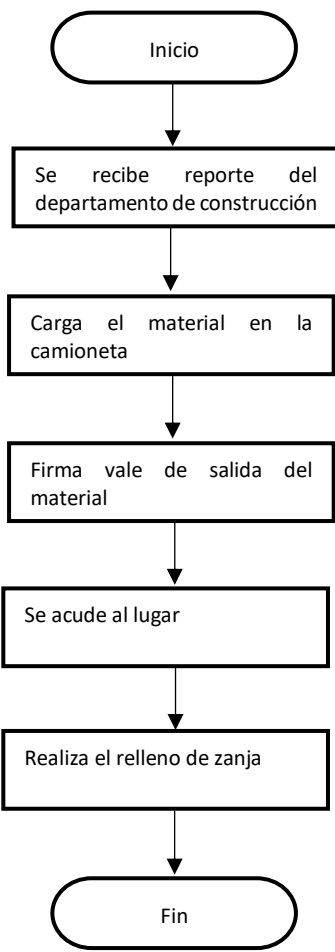 Inicio
Se recibe reporte del
departamento de construcción
Carga el material en la
camioneta
Firma vale de salida del
material
Se acude al lugar
Realiza el relleno de zanja
Fin